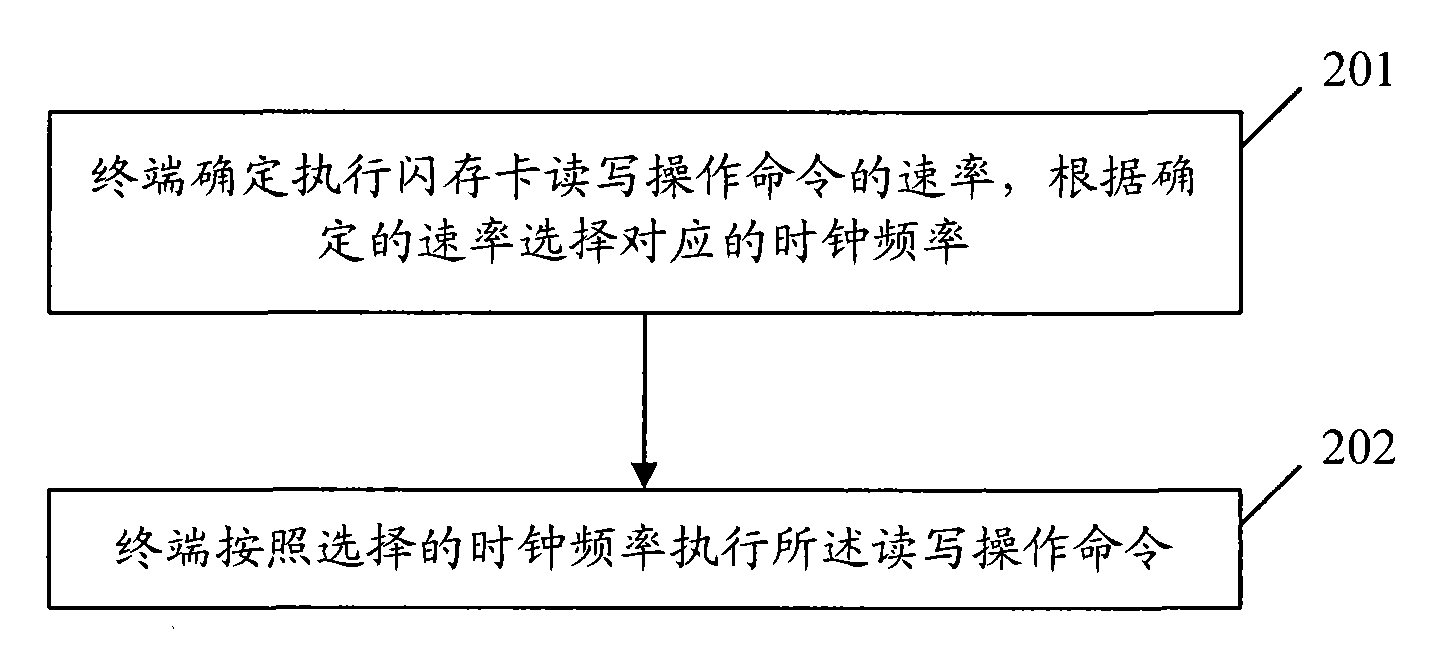 201
终端确定执行闪存卡读写操作命令的速率，根据确
定的速率选择对应的时钟频率
202
终端按照选择的时钟频率执行所述读写操作命令